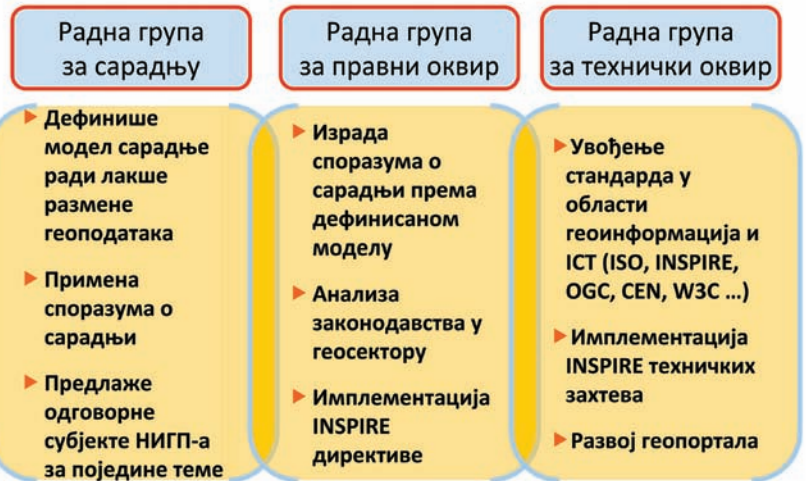 Радна група
за сарадњу
Дефинише
модел сарадње
ради лакше
размене
геоподатака
Примена
споразума о
сарадњи
Предлаже
одговорне
субјекте НИГП-а
за поједине теме
Радна група
за правни оквир
Израда
споразума о
сарадњи према
дефинисаном
моделу
Анализа
законодавства у
геосектору
Имплементација
INSPIRE
директиве
Радна група
за технички оквир
Увођење
стандарда у
области
геоинформација и
ICT (ISO, INSPIRE,
OGC, CEN, W3C ...)
Имплементација
INSPIRE техничких
захтева
Развој геопортала